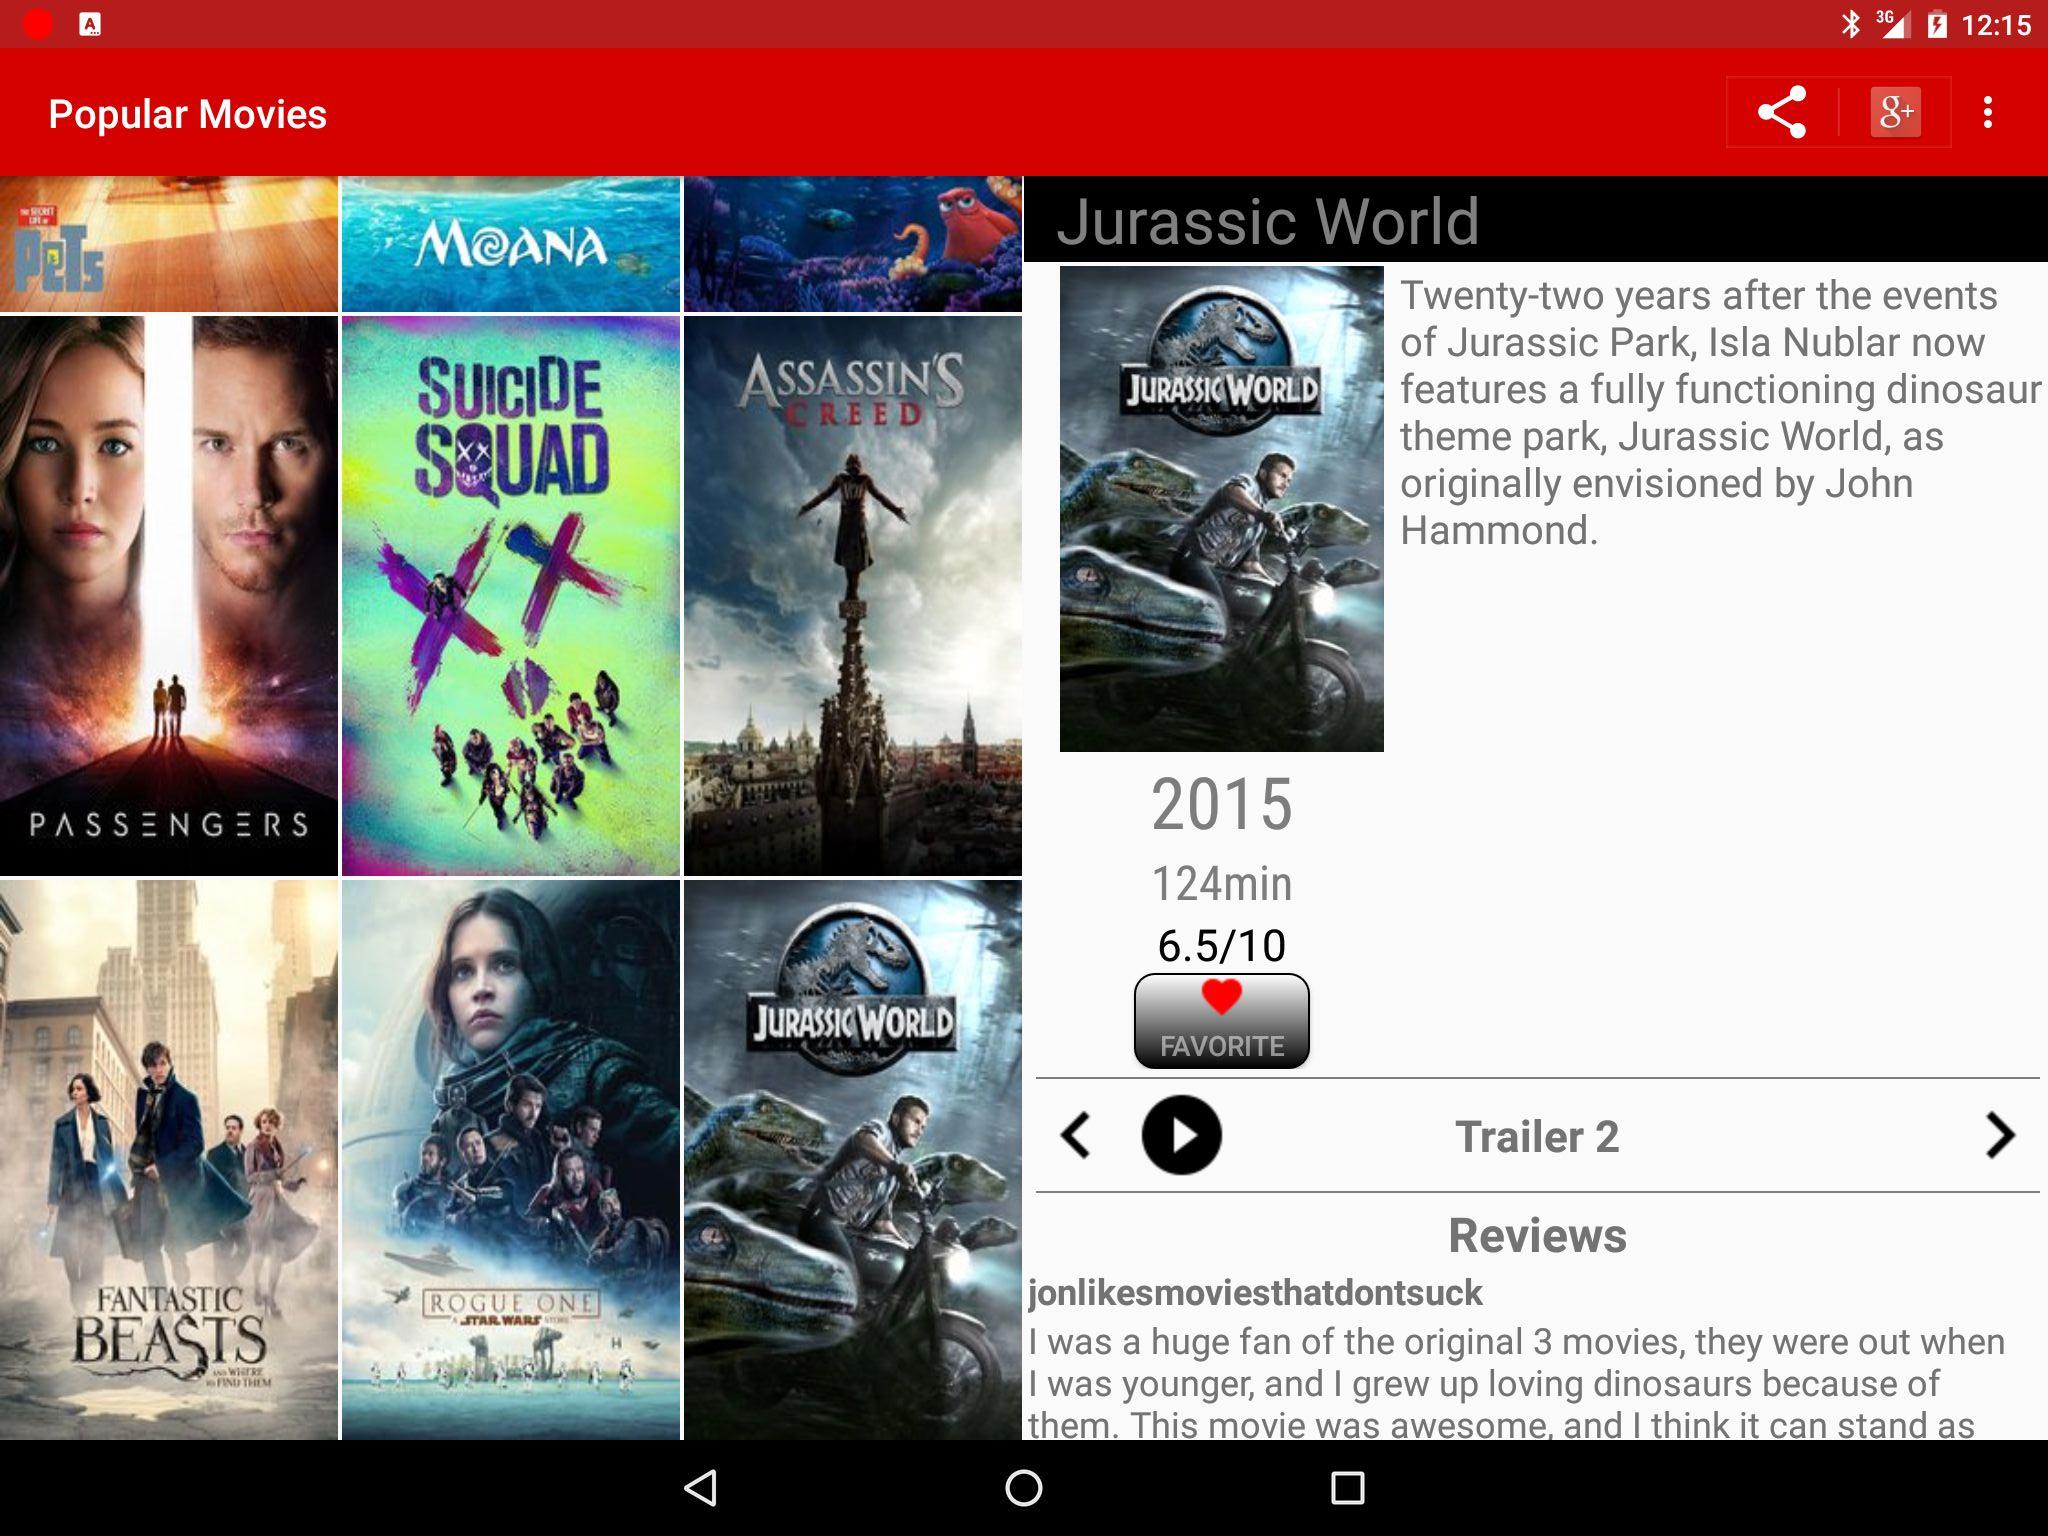 A
3G
12:15
Popular Movies
g+
THE SECRET
LIFE OF
PETS
MOANA
SUICIDE
SQUAD
ASSASSIN'S
CREED
PASSENGERS
FANTASTIC
BEASTS
AND WHERE
TO FIND THEM
ROGUE ONE
A STAR WARS STORY
JURASSIC WORLD
Jurassic World
JURASSIC WORLD
Twenty-two years after the events
of Jurassic Park, Isla Nublar now
features a fully functioning dinosaur
theme park, Jurassic World, as
originally envisioned by John
Hammond.
2015
124min
6.5/10
FAVORITE
Trailer 2
Reviews
jonlikesmoviesthatdontsuck
I was a huge fan of the original 3 movies, they were out when
I was younger, and I grew up loving dinosaurs because of
them. This movie was awesome, and I think it can stand as